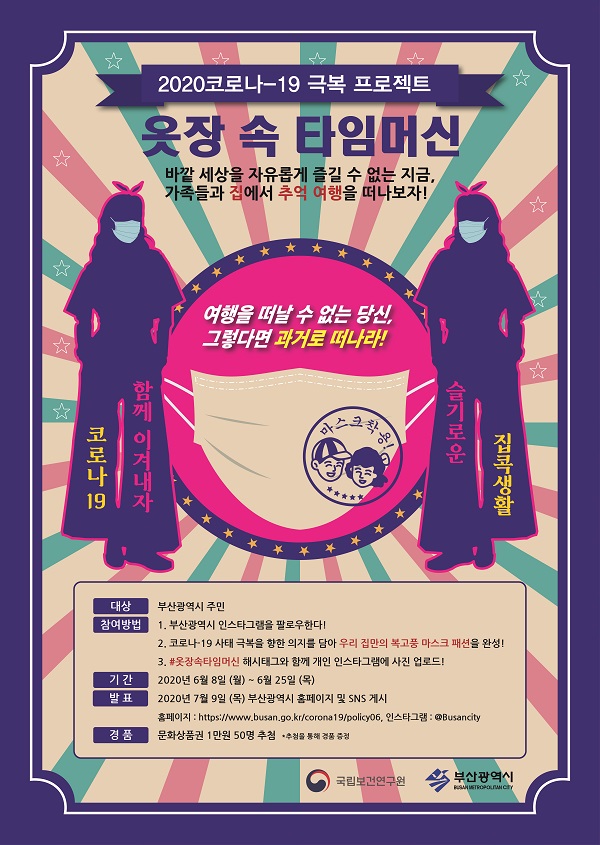 2020코로나-19 극복 프로젝트
옷장 속 타임머신
바깥 세상을 자유롭게 즐길 수 없는 지금,
가족들과 집에서 추억 여행을 떠나보자!
여행을 떠날 수 없는 당신,
그렇다면 과거로 떠나라!
마스크착용!
함께 이겨내자
코로나19
슬기로운
집콕생활
대상 부산광역시 주민
참여방법 1. 부산광역시 인스타그램을 팔로우한다!
2. 코로나-19 사태 극복을 향한 의지를 담아 우리 집만의 복고풍 마스크 패션을 완성!
3. #옷장속타임머신 해시태그와 함께 개인 인스타그램에 사진 업로드!
기 간 2020년 6월 8일 (월) ~ 6월 25일 (목)
발 표 2020년 7월 9일 (목) 부산광역시 홈페이지 및 SNS 게시
홈페이지 : https://www.busan.go.kr/corona19/policy06, 인스타그램 : @Busancity
경 품 문화상품권 1만원 50명 추첨 *추첨을 통해 경품 증정
국립보건연구원
부산광역시
BUSAN METROPOLITAN CITY